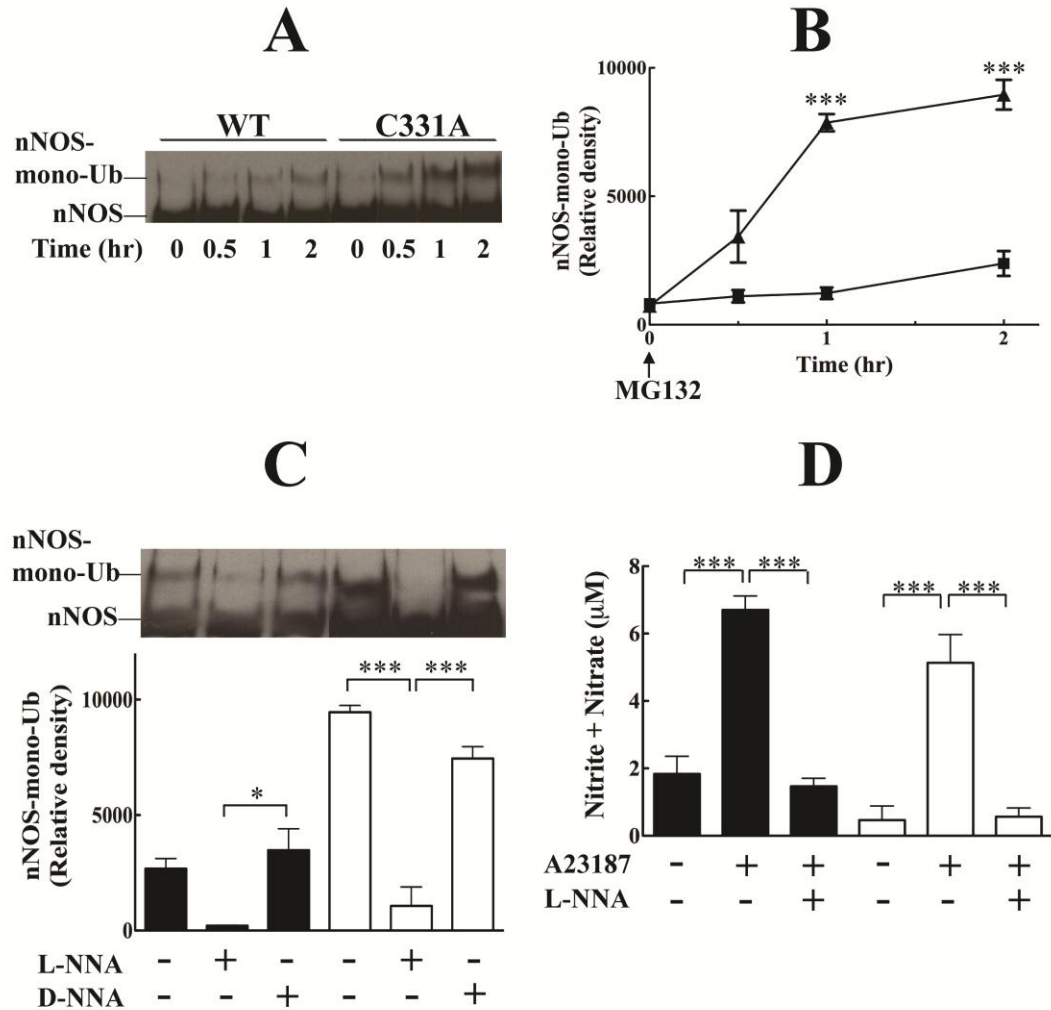 A
WT C331A
nNOS-
mono-Ub
nNOS
Time (hr) 0 0.5 1 2 0 0.5 1 2
B
nNOS-mono-Ub
(Relative density)
10000
5000
0
*** ***
0 1 2
Time (hr)
MG132
C
nNOS-
mono-Ub
nNOS
nNOS-mono-Ub
(Relative density)
10000
5000
0
* *** ***
L-NNA - + - - + -
D-NNA - - + - - +
D
Nitrite + Nitrate (μM)
8
6
4
2
0
*** *** *** ***
A23187 - + + - + +
L-NNA - - + - - +